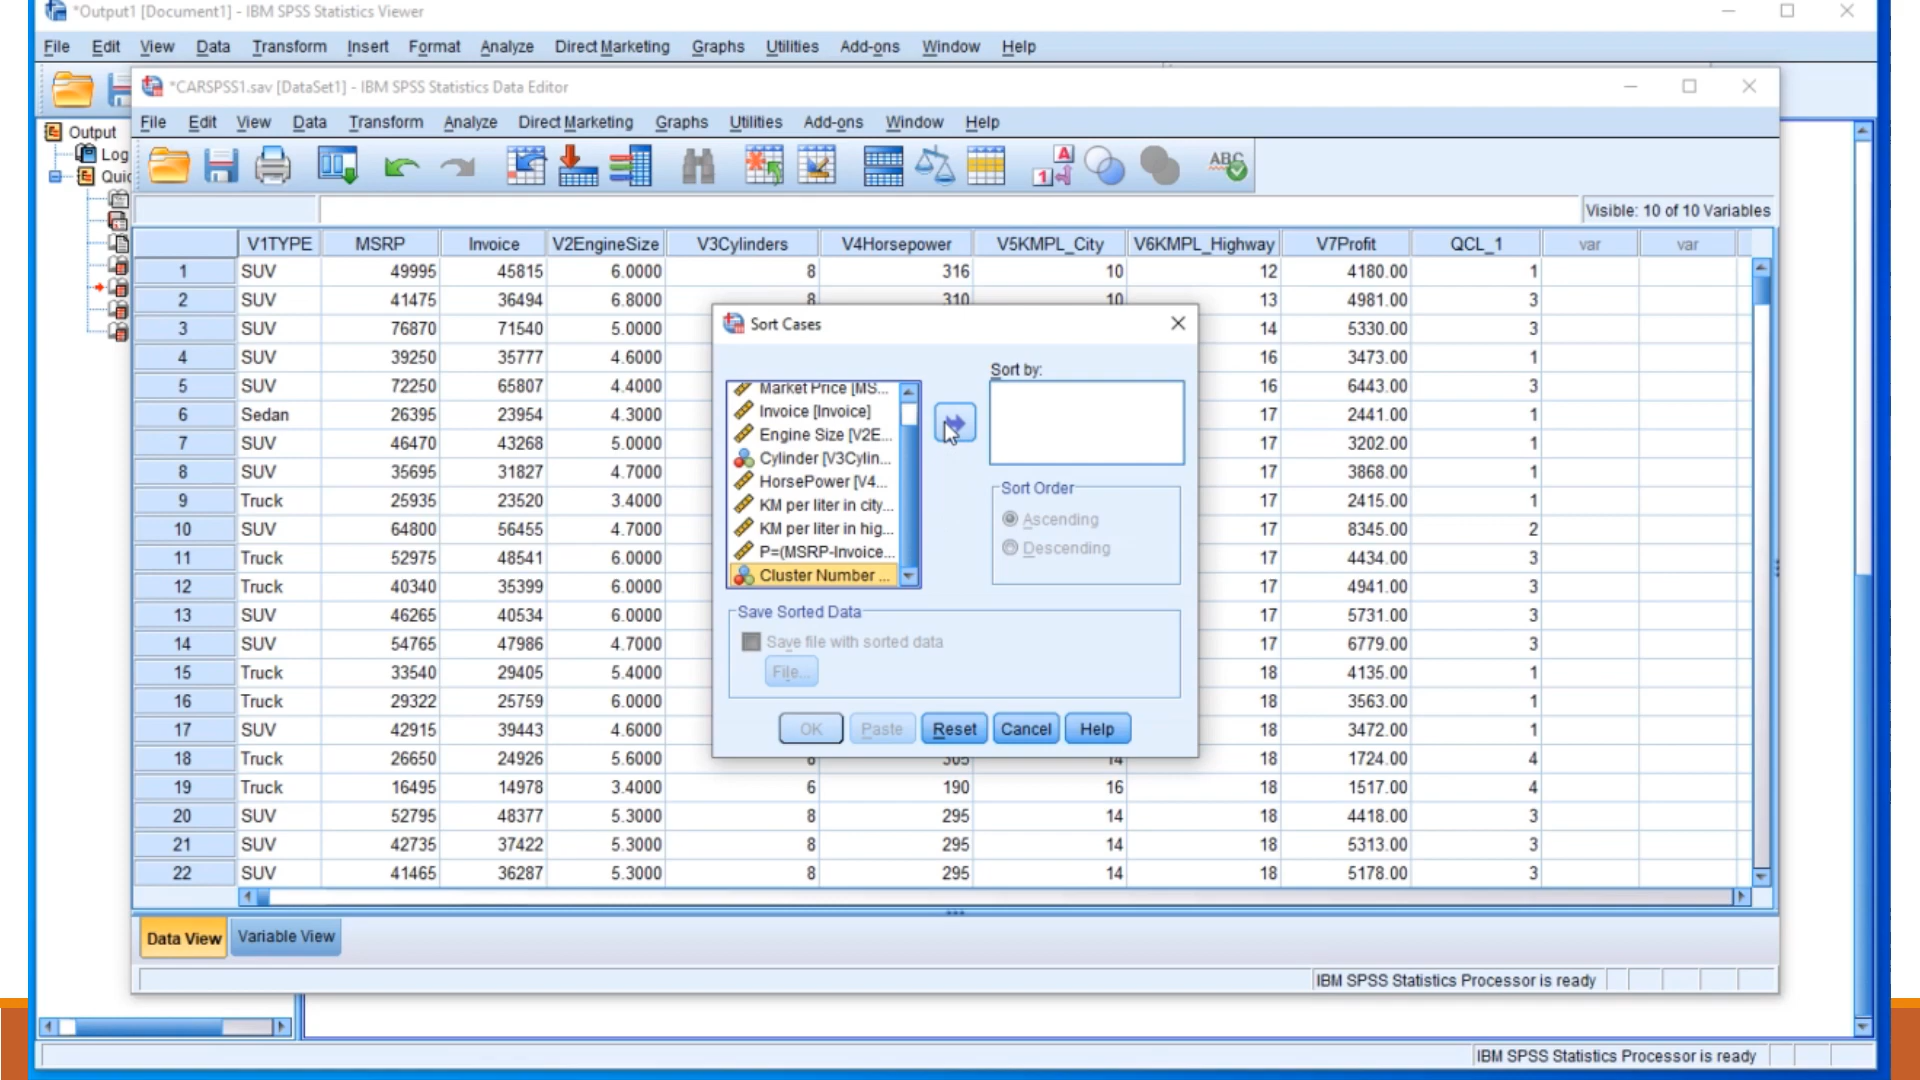 *Output1 [Document1] - IBM SPSS Statistics Viewer
File Edit View Data Transform Insert Format Analyze Direct Marketing Graphs Utilities Add-ons Window Help
*CARSPSS1.sav [DataSet1] - IBM SPSS Statistics Data Editor
File Edit View Data Transform Analyze Direct Marketing Graphs Utilities Add-ons Window Help
Output
Log
Quic
Visible: 10 of 10 Variables
V1TYPE MSRP Invoice V2EngineSize V3Cylinders V4Horsepower V5KMPL_City V6KMPL_Highway V7Profit QCL_1 var var
1 SUV 49995 45815 6.0000 8 316 10 12 4180.00 1
2 SUV 41475 36494 6.8000 8 310 10 13 4981.00 3
3 SUV 76870 71540 5.0000 14 5330.00 3
4 SUV 39250 35777 4.6000 16 3473.00 1
5 SUV 72250 65807 4.4000 16 6443.00 3
6 Sedan 26395 23954 4.3000 17 2441.00 1
7 SUV 46470 43268 5.0000 17 3202.00 1
8 SUV 35695 31827 4.7000 17 3868.00 1
9 Truck 25935 23520 3.4000 17 2415.00 1
10 SUV 64800 56455 4.7000 17 8345.00 2
11 Truck 52975 48541 6.0000 17 4434.00 3
12 Truck 40340 35399 6.0000 17 4941.00 3
13 SUV 46265 40534 6.0000 17 5731.00 3
14 SUV 54765 47986 4.7000 17 6779.00 3
15 Truck 33540 29405 5.4000 18 4135.00 1
16 Truck 29322 25759 6.0000 18 3563.00 1
17 SUV 42915 39443 4.6000 18 3472.00 1
18 Truck 26650 24926 5.6000 8 305 14 18 1724.00 4
19 Truck 16495 14978 3.4000 6 190 16 18 1517.00 4
20 SUV 52795 48377 5.3000 8 295 14 18 4418.00 3
21 SUV 42735 37422 5.3000 8 295 14 18 5313.00 3
22 SUV 41465 36287 5.3000 8 295 14 18 5178.00 3
Sort Cases
Market Price [MS...
Invoice [Invoice]
Engine Size [V2E...
Cylinder [V3Cylin...
HorsePower [V4...
KM per liter in city...
KM per liter in hig...
P=(MSRP-Invoice...
Cluster Number ...
Sort by:
Sort Order
Ascending
Descending
Save Sorted Data
Save file with sorted data
File...
OK Paste Reset Cancel Help
Data View Variable View
IBM SPSS Statistics Processor is ready
IBM SPSS Statistics Processor is ready